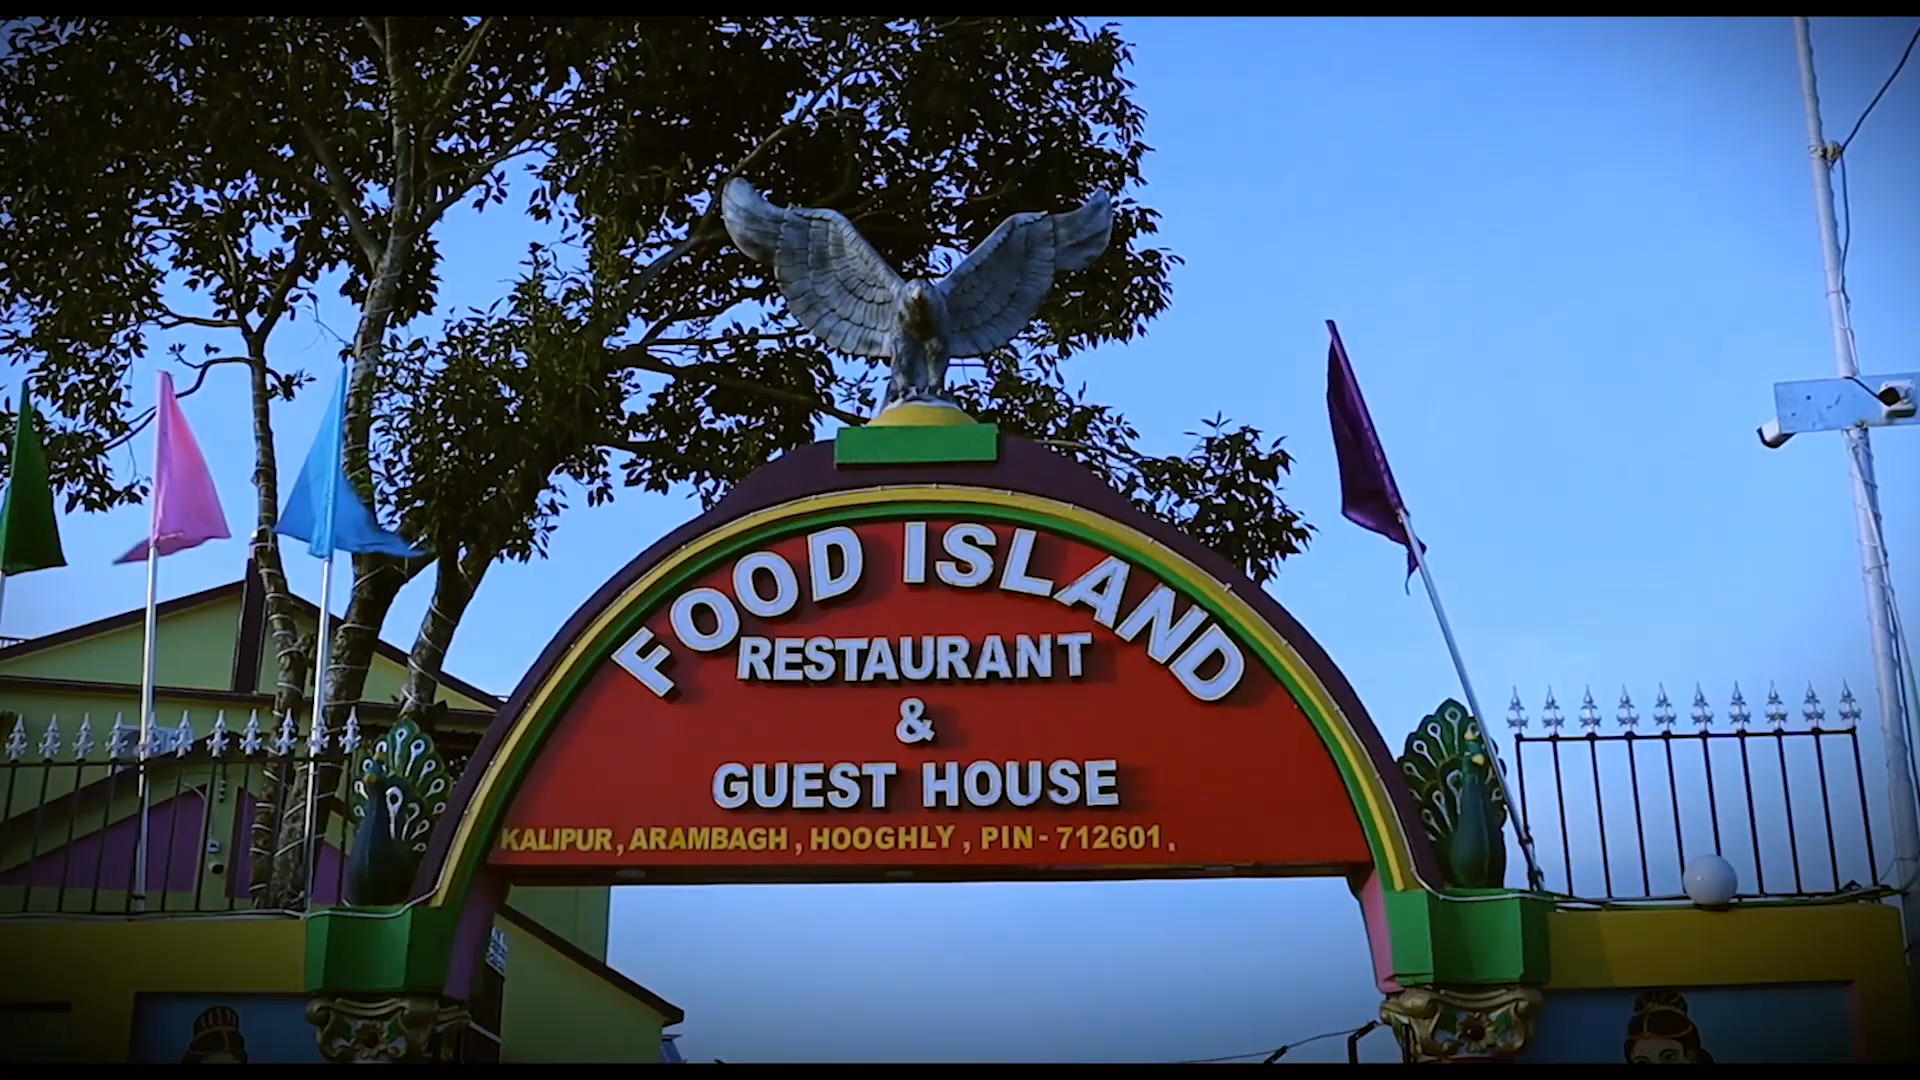 FOOD ISLAND
RESTAURANT
&
GUEST HOUSE
KALIPUR, ARAMBAGH, HOOGHLY, PIN-712601.